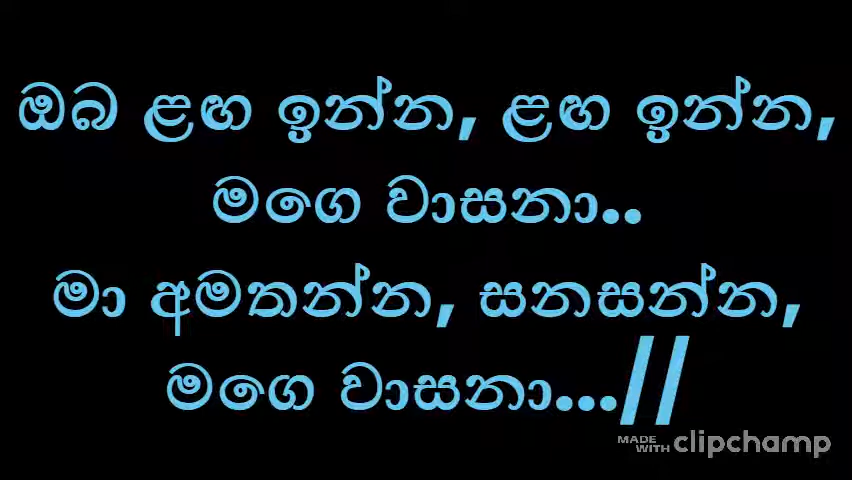 ඔබ ළඟ ඉන්න, ළඟ ඉන්න,
මගෙ වාසනා..
මා අමතන්න, සනසන්න,
මගෙ වාසනා...//
MADE WITH clipchamp